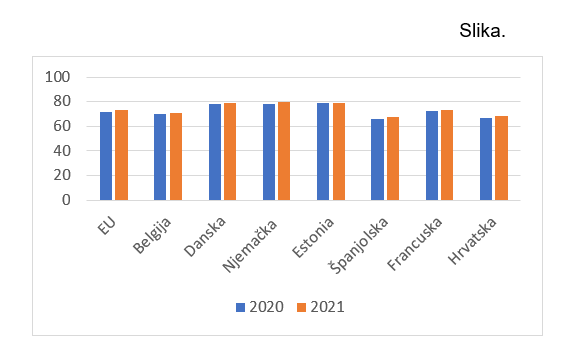 Slika.
100
80
60
40
20
0
EU
Belgija
Danska
Njemačka
Estonia
Španjolska
Francuska
Hrvatska
2020 2021